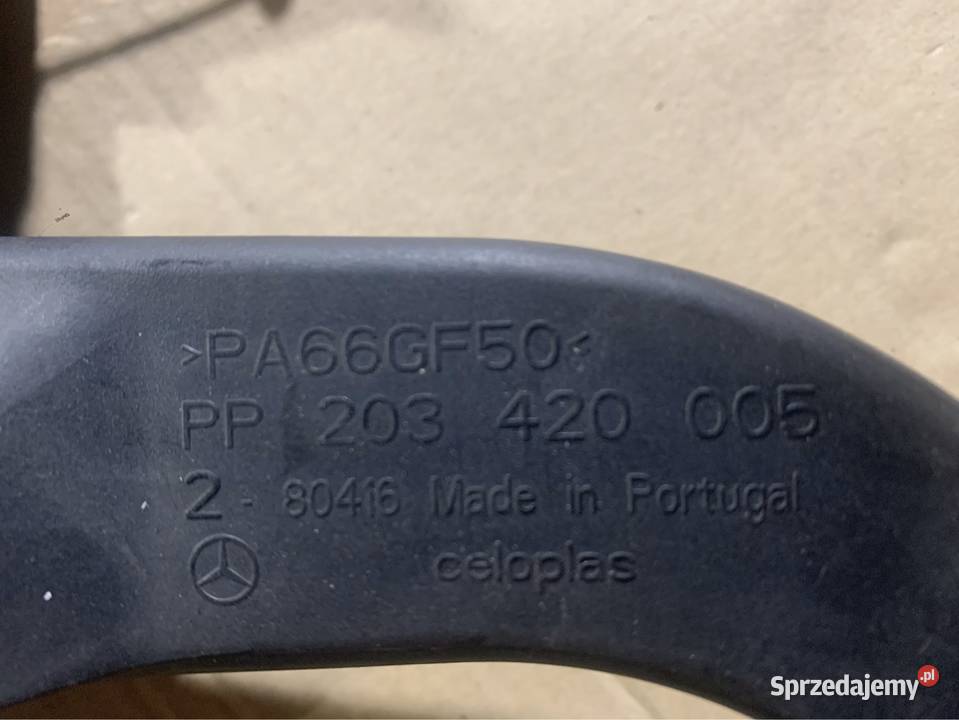 >PA66GF50<
PP 203 420 005
2 - 80416 Made in Portugal
celoplas
Sprzedajemy.pl